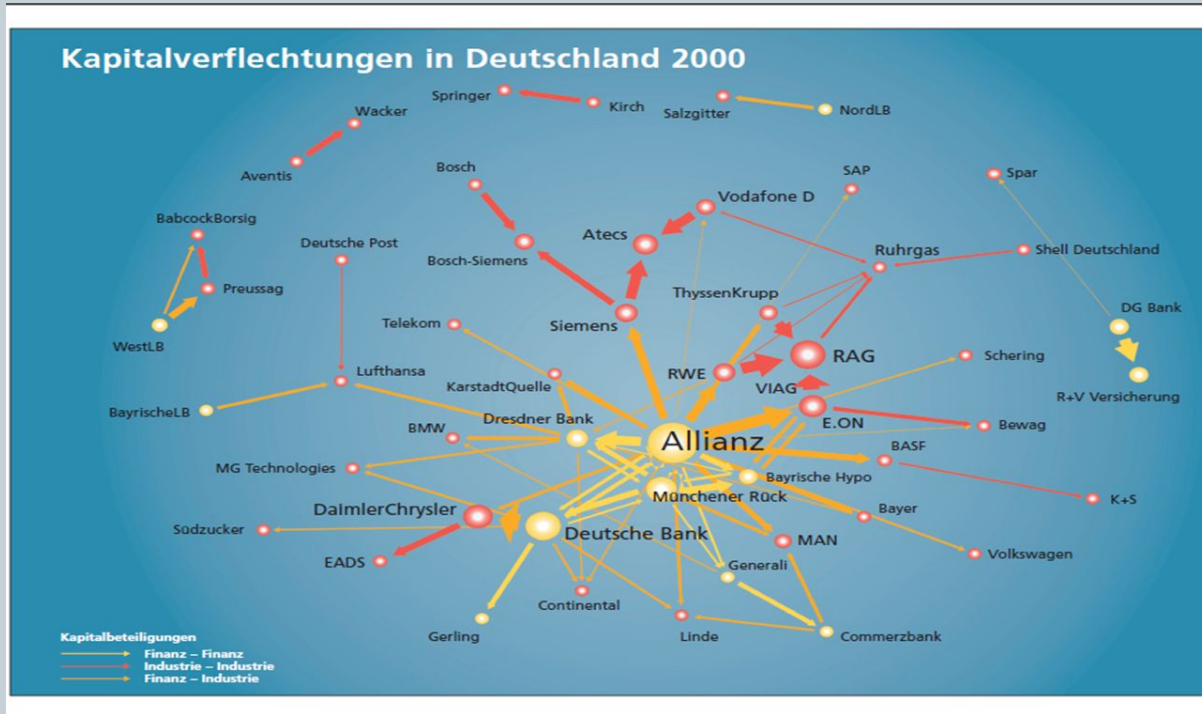 Kapitalverflechtungen in Deutschland 2000
Springer
Kirch
Salzgitter
NordLB
Wacker
Aventis
Bosch
SAP
Spar
Vodafone D
BabcockBorsig
Deutsche Post
Atecs
Bosch-Siemens
Ruhrgas
Shell Deutschland
Preussag
ThyssenKrupp
DG Bank
WestLB
Telekom
Siemens
RAG
Schering
Lufthansa
KarstadtQuelle
RWE
VIAG
R+V Versicherung
BayrischeLB
Dresdner Bank
E.ON
Bewag
BMW
Allianz
BASF
MG Technologies
Bayrische Hypo
Münchener Rück
K+S
DaimlerChrysler
Bayer
Südzucker
Deutsche Bank
MAN
Volkswagen
EADS
Generali
Continental
Gerling
Linde
Commerzbank
Kapitalbeteiligungen
Finanz – Finanz
Industrie – Industrie
Finanz – Industrie